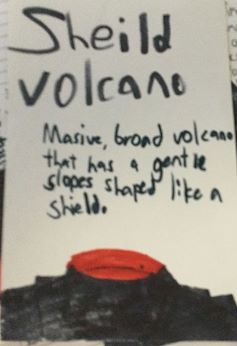 Sheild
volcano
Masive, broad volcano
that has a gentle
slopes shaped like a
shield.